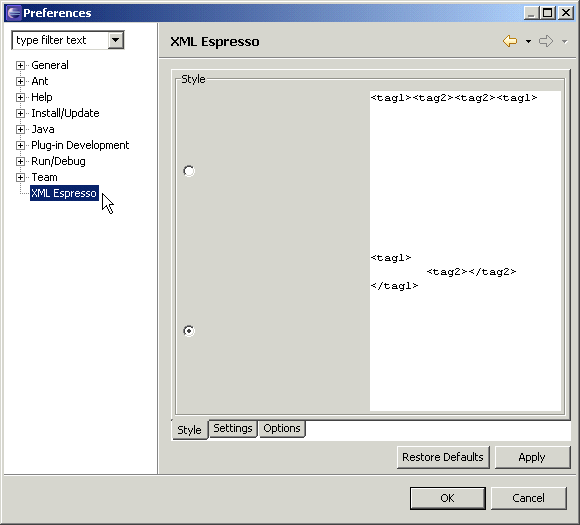 Preferences
type filter text
XML Espresso
General
Ant
Help
Install/Update
Java
Plug-in Development
Run/Debug
Team
XML Espresso
Style
<tag1><tag2><tag2><tag1>
<tag1>
<tag2></tag2>
</tag1>
Style Settings Options
Restore Defaults Apply
OK Cancel